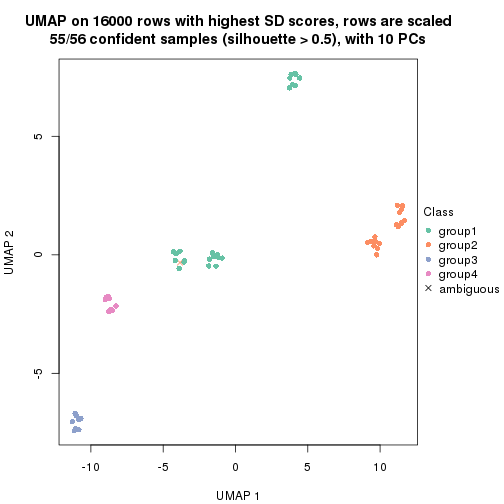 UMAP on 16000 rows with highest SD scores, rows are scaled
55/56 confident samples (silhouette > 0.5), with 10 PCs
5
0
-5
UMAP 2
-10
-5
0
5
10
UMAP 1
Class
group1
group2
group3
group4
ambiguous